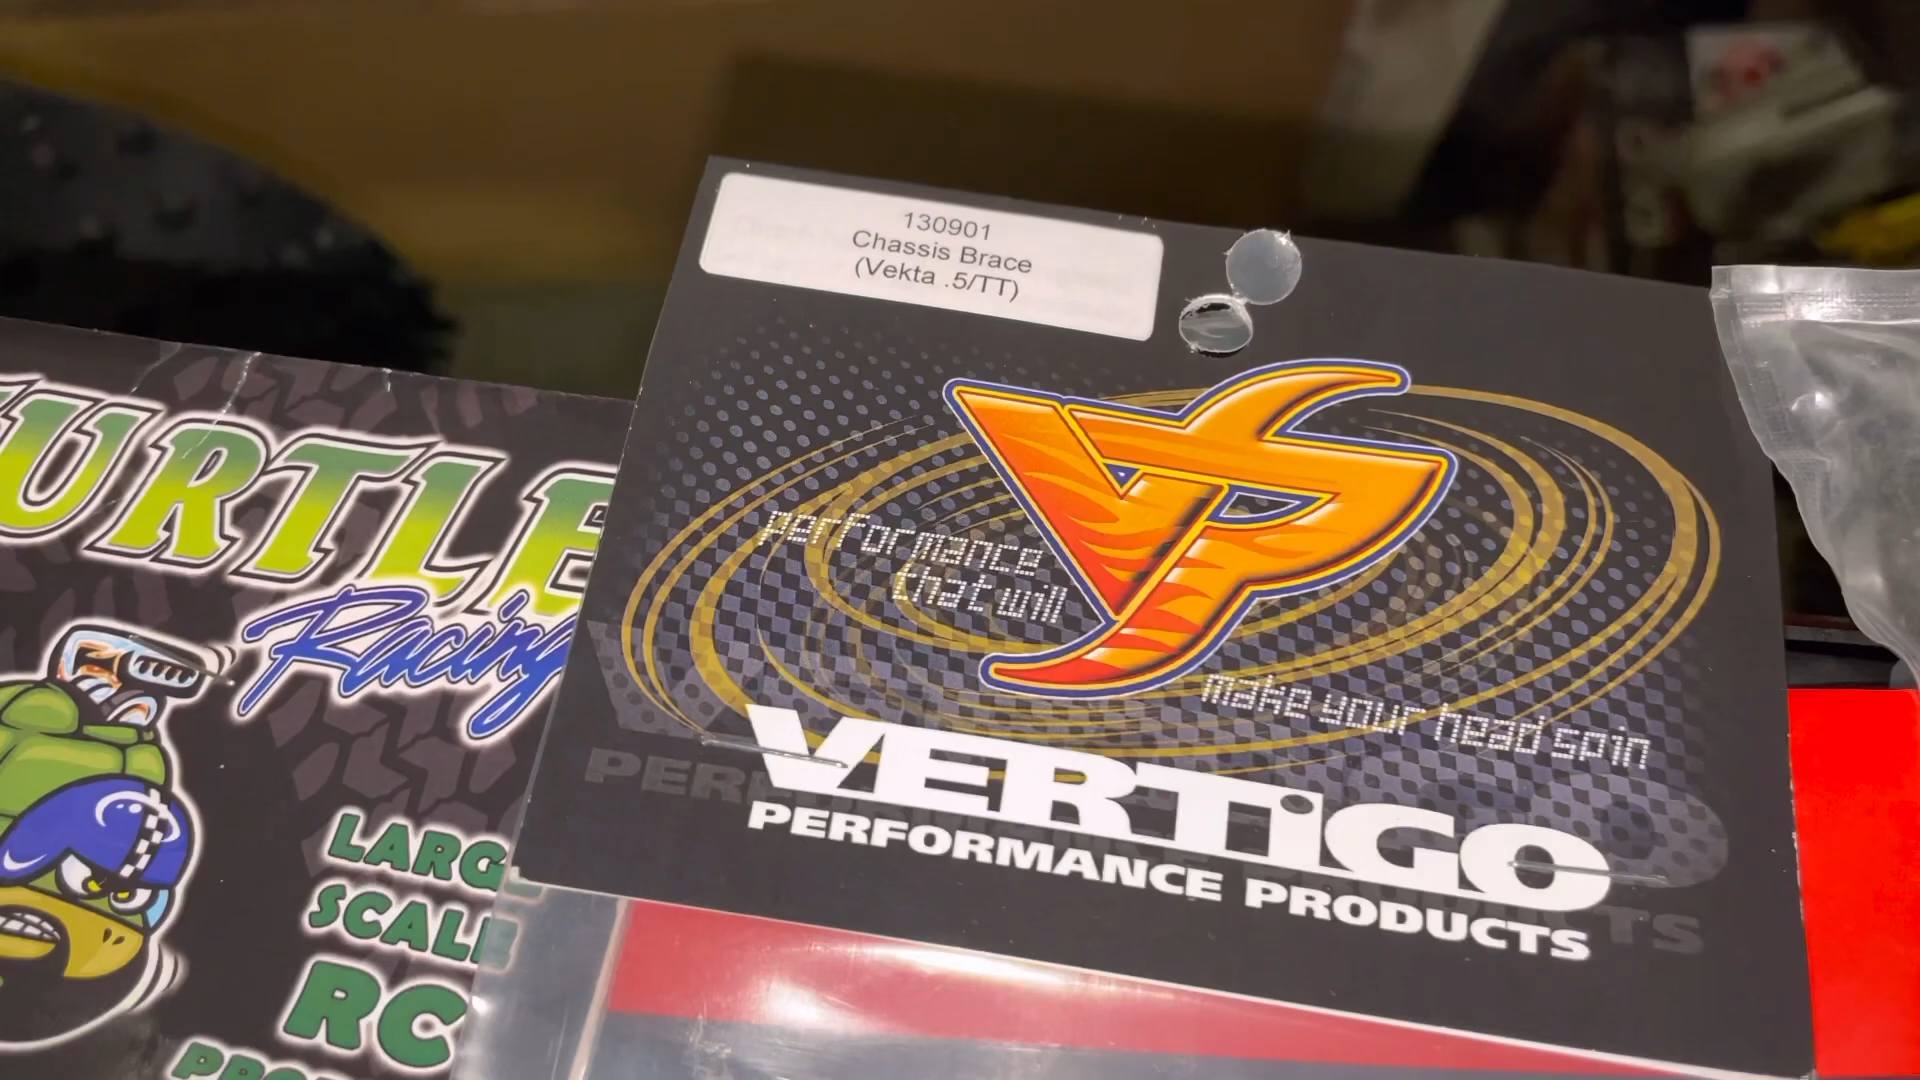 130901
Chassis Brace
(Vekta .5/TT)
performance
that will
make your head spin
VERTiGO
PERFORMANCE PRODUCTS
URTLE
Racing
LARGE
SCALE
RC